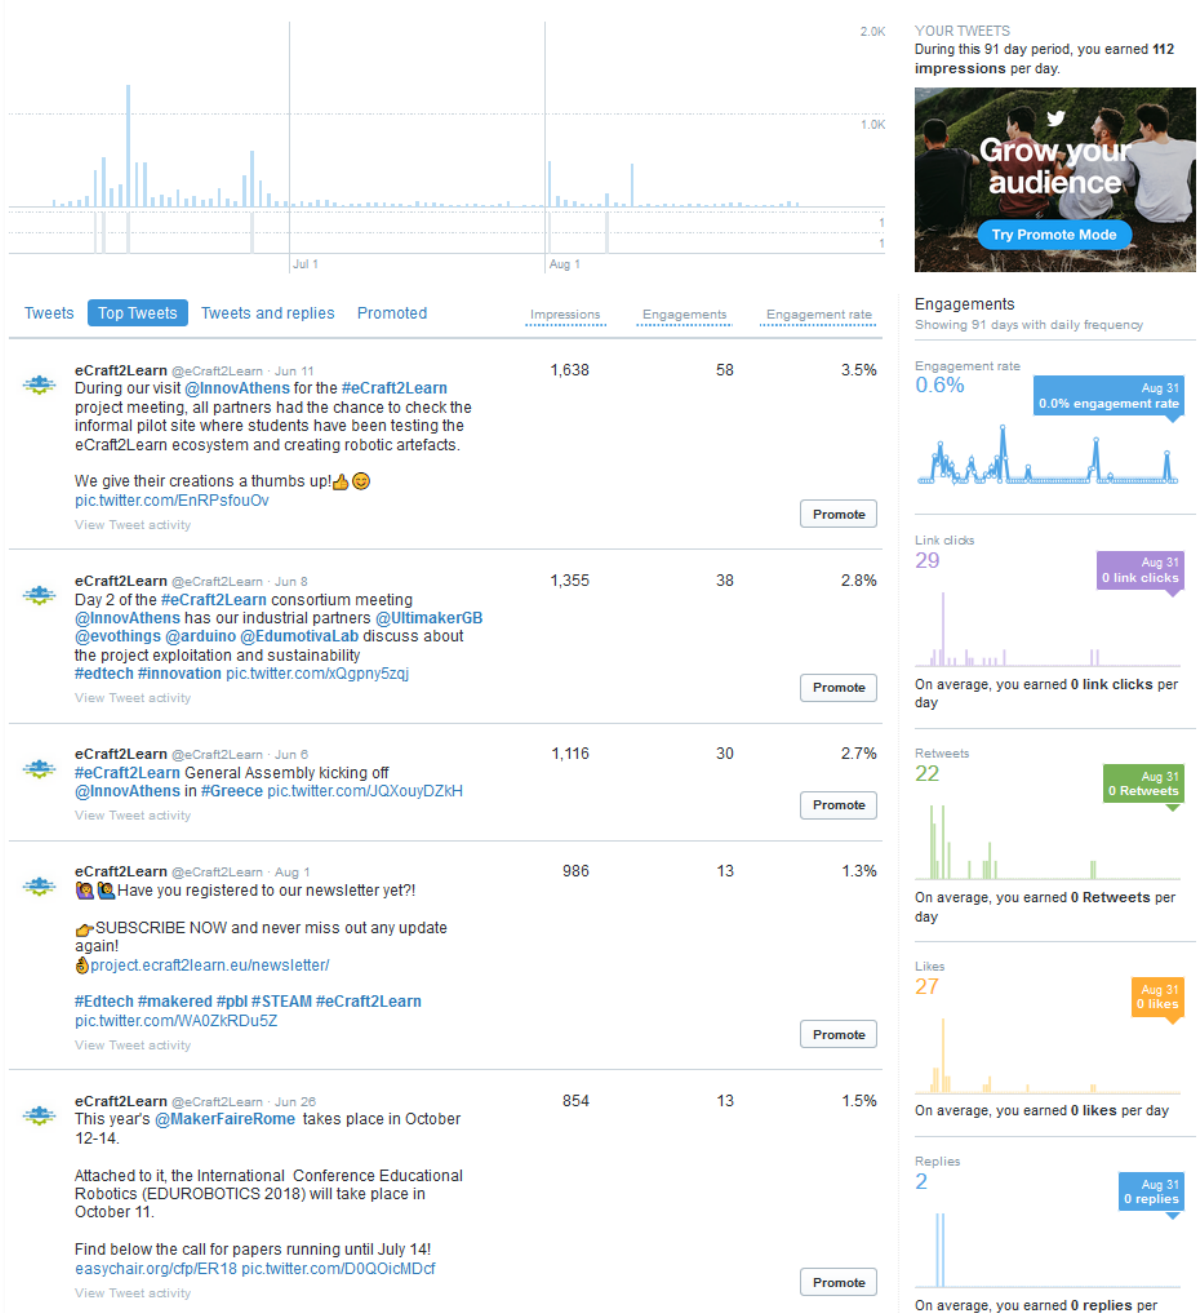 2.0K
1.0K
1
1
Jul 1
Aug 1
YOUR TWEETS
During this 91 day period, you earned 112
impressions per day.
Grow your
audience
Try Promote Mode
Tweets
Top Tweets
Tweets and replies
Promoted
Impressions
Engagements
Engagement rate
eCraft2Learn @eCraft2Learn · Jun 11
1,638
58
3.5%
During our visit @InnovAthens for the #eCraft2Learn
project meeting, all partners had the chance to check the
informal pilot site where students have been testing the
eCraft2Learn ecosystem and creating robotic artefacts.
We give their creations a thumbs up!👍😊
pic.twitter.com/EnRPsfouOv
View Tweet activity
Promote
eCraft2Learn @eCraft2Learn · Jun 8
1,355
38
2.8%
Day 2 of the #eCraft2Learn consortium meeting
@InnovAthens has our industrial partners @UltimakerGB
@evothings @arduino @EdumotivaLab discuss about
the project exploitation and sustainability
#edtech #innovation pic.twitter.com/xQgpny5zqj
View Tweet activity
Promote
eCraft2Learn @eCraft2Learn · Jun 6
1,116
30
2.7%
#eCraft2Learn General Assembly kicking off
@InnovAthens in #Greece pic.twitter.com/JQXouyDZkH
View Tweet activity
Promote
eCraft2Learn @eCraft2Learn · Aug 1
986
13
1.3%
🙋🙋Have you registered to our newsletter yet?!
👉SUBSCRIBE NOW and never miss out any update
again!
👌project.ecraft2learn.eu/newsletter/
#Edtech #makered #pbl #STEAM #eCraft2Learn
pic.twitter.com/WA0ZkRDu5Z
View Tweet activity
Promote
eCraft2Learn @eCraft2Learn · Jun 26
854
13
1.5%
This year's @MakerFaireRome takes place in October
12-14.
Attached to it, the International Conference Educational
Robotics (EDUROBOTICS 2018) will take place in
October 11.
Find below the call for papers running until July 14!
easychair.org/cfp/ER18 pic.twitter.com/D0QOicMDcf
View Tweet activity
Promote
Engagements
Showing 91 days with daily frequency
Engagement rate
0.6%
Aug 31
0.0% engagement rate
Link clicks
29
Aug 31
0 link clicks
On average, you earned 0 link clicks per
day
Retweets
22
Aug 31
0 Retweets
On average, you earned 0 Retweets per
day
Likes
27
Aug 31
0 likes
On average, you earned 0 likes per day
Replies
2
Aug 31
0 replies
On average, you earned 0 replies per